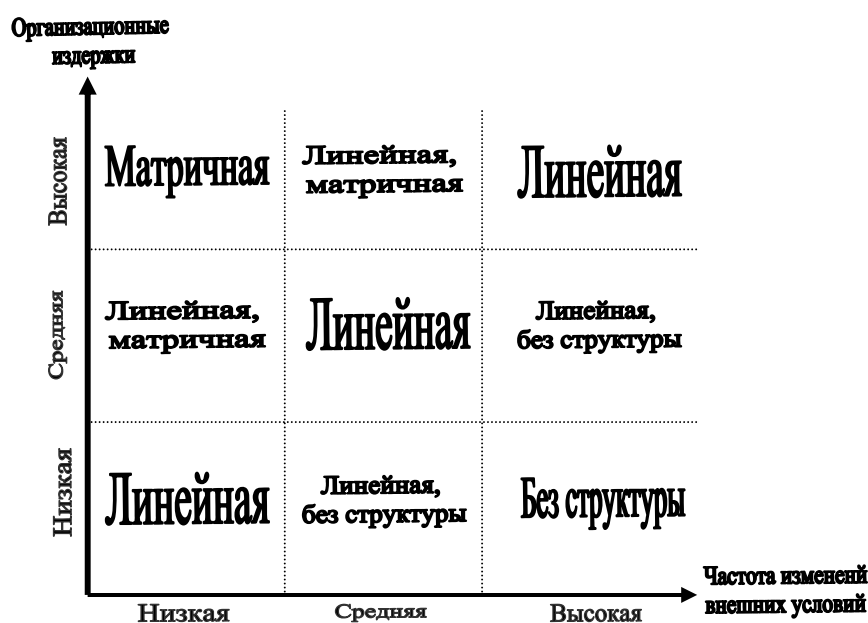 Организационные
издержки
Высокая
Матричная
Линейная,
матричная
Линейная
Средняя
Линейная,
матричная
Линейная
Линейная,
без структуры
Низкая
Линейная
Линейная,
без структуры
Без структуры
Частота измененй
внешних условий
Низкая
Средняя
Высокая